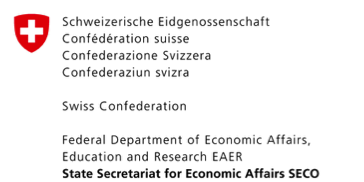 Schweizerische Eidgenossenschaft
Confédération suisse
Confederazione Svizzera
Confederaziun svizra
Swiss Confederation
Federal Department of Economic Affairs,
Education and Research EAER
State Secretariat for Economic Affairs SECO